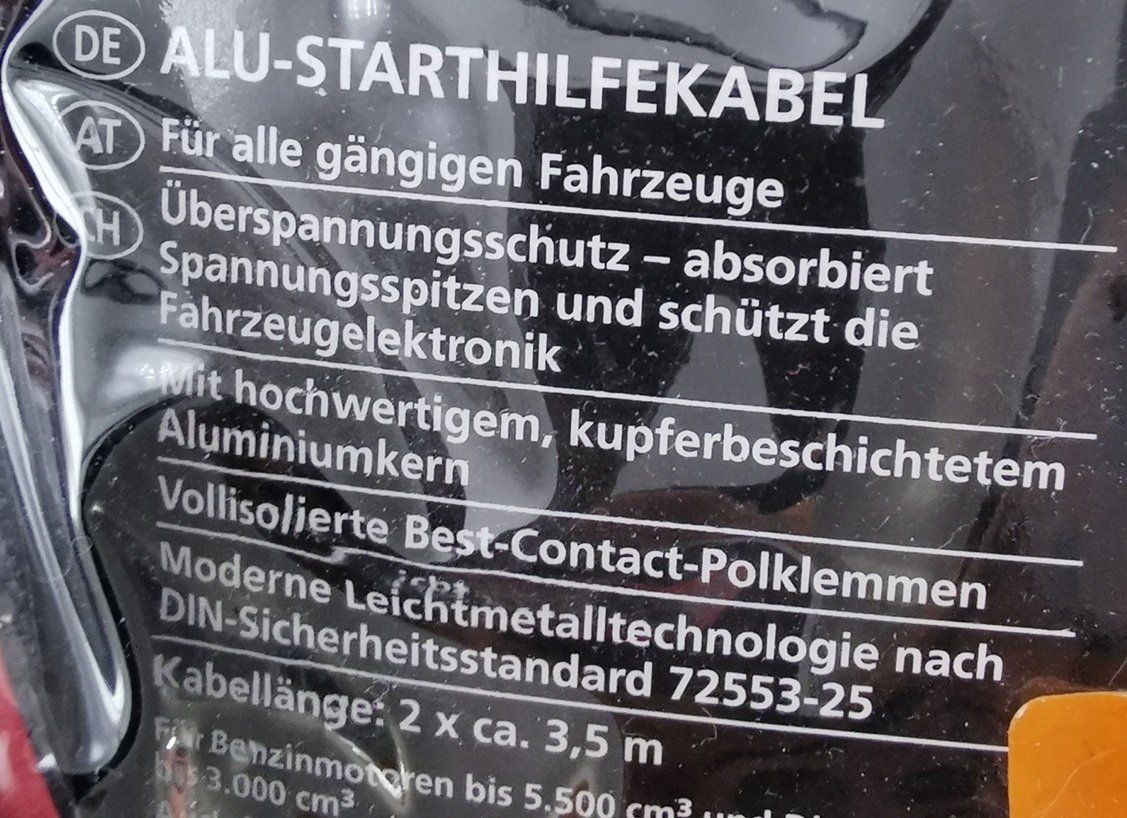 DE ALU-STARTHILFEKABEL
AT Für alle gängigen Fahrzeuge
CH Überspannungsschutz – absorbiert
Spannungsspitzen und schützt die
Fahrzeugelektronik
Mit hochwertigem, kupferbeschichtetem
Aluminiumkern
Vollisolierte Best-Contact-Polklemmen
Moderne Leichtmetalltechnologie nach
DIN-Sicherheitsstandard 72553-25
Kabellänge: 2 x ca. 3,5 m
Für Benzinmotoren bis 5.500 cm³ und
bis 3.000 cm³